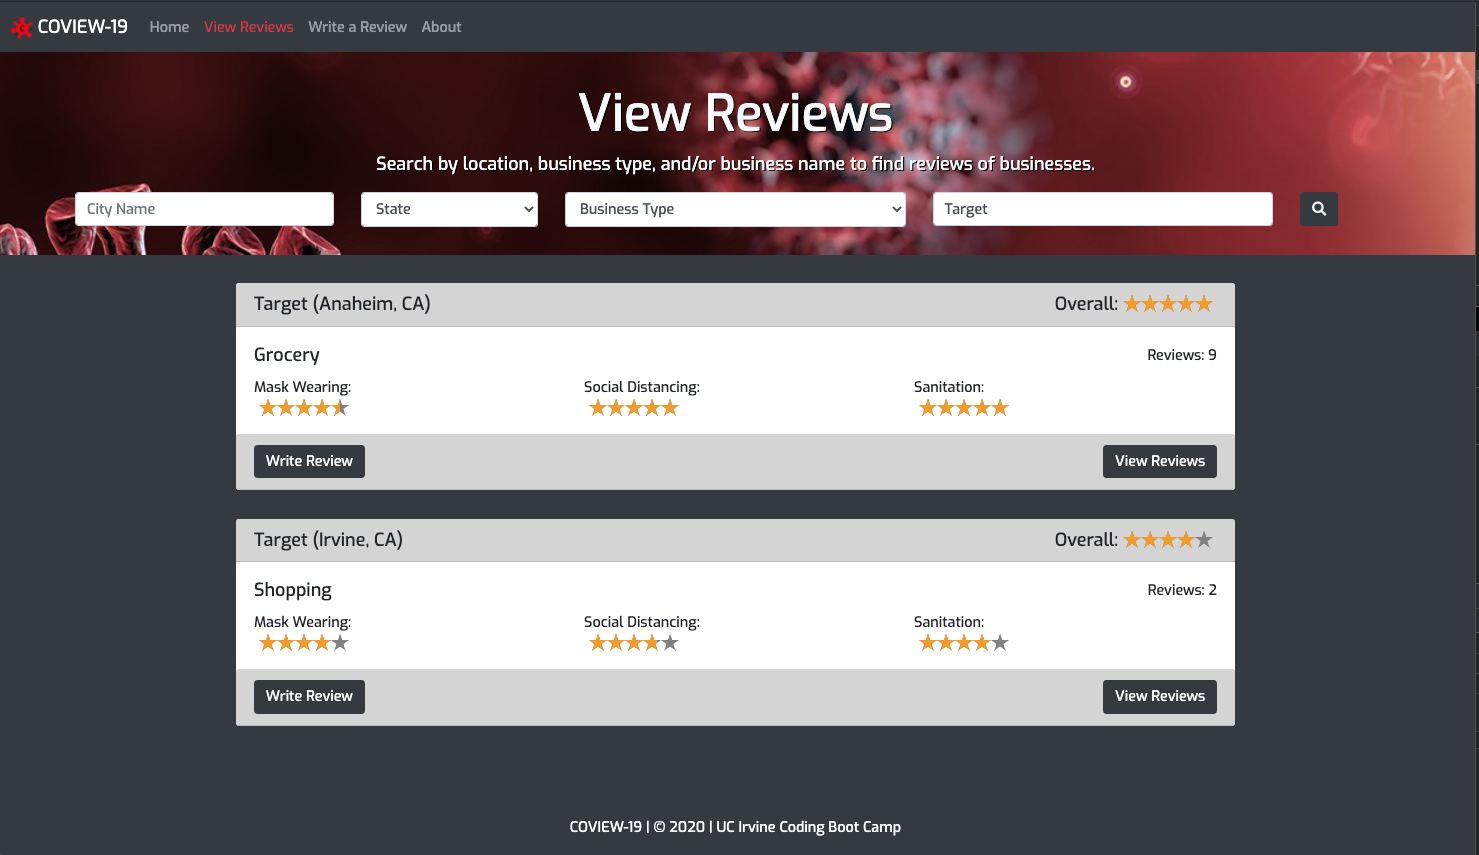 COVIEW-19 Home View Reviews Write a Review About
View Reviews
Search by location, business type, and/or business name to find reviews of businesses.
City Name State Business Type Target
Target (Anaheim, CA) Overall:
Grocery Reviews: 9
Mask Wearing: Social Distancing: Sanitation:
Write Review View Reviews
Target (Irvine, CA) Overall:
Shopping Reviews: 2
Mask Wearing: Social Distancing: Sanitation:
Write Review View Reviews
COVIEW-19 | © 2020 | UC Irvine Coding Boot Camp